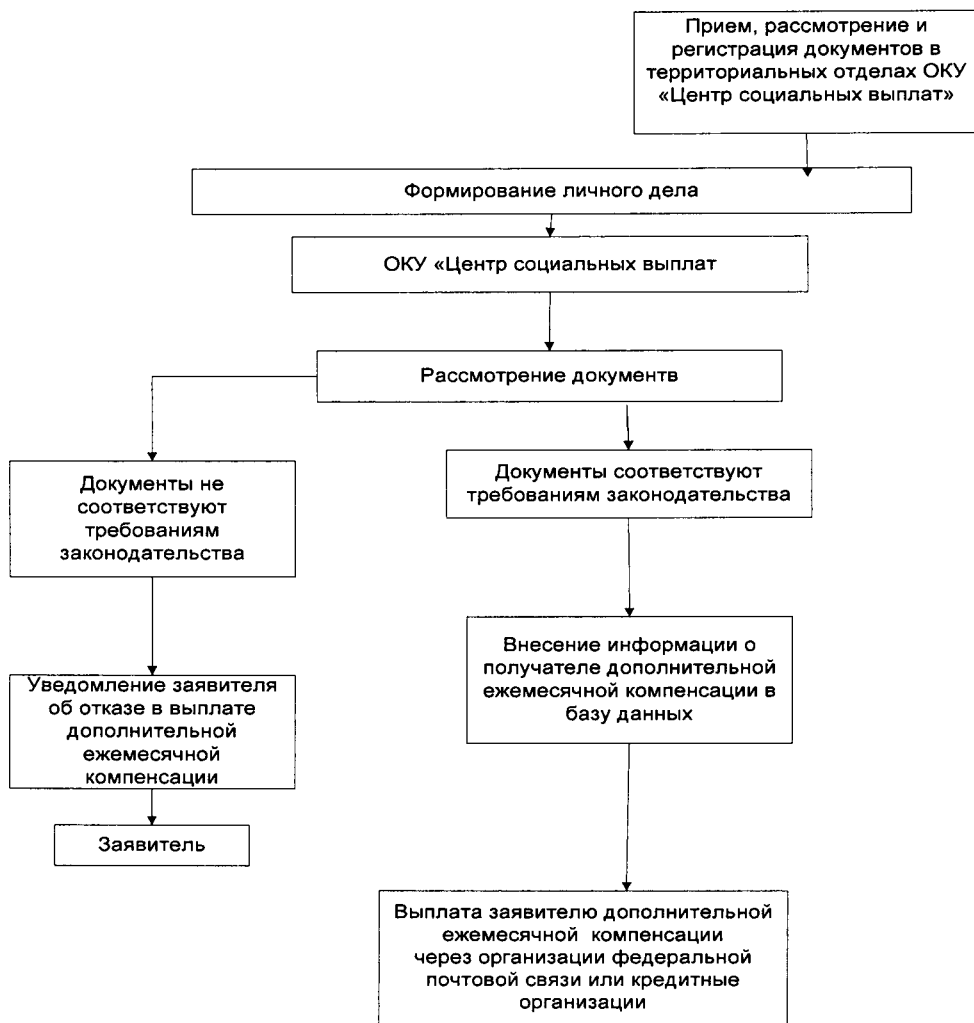 Прием, рассмотрение и
регистрация документов в
территориальных отделах ОКУ
«Центр социальных выплат»
Формирование личного дела
ОКУ «Центр социальных выплат
Рассмотрение документв
Документы не
соответствуют
требованиям
законодательства
Документы соответствуют
требованиям законодательства
Внесение информации о
получателе дополнительной
ежемесячной компенсации в
базу данных
Уведомление заявителя
об отказе в выплате
дополнительной
ежемесячной
компенсации
Заявитель
Выплата заявителю дополнительной
ежемесячной компенсации
через организации федеральной
почтовой связи или кредитные
организации